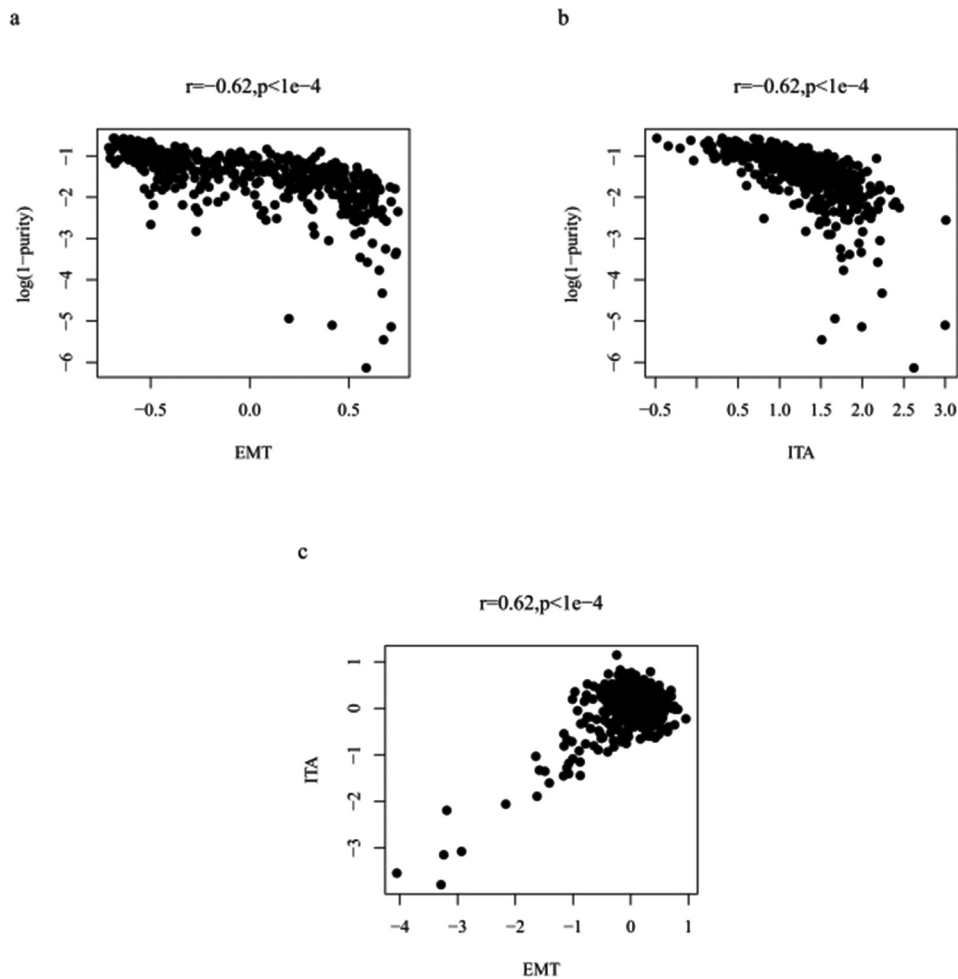 a
r=−0.62,p<1e−4
log(1−purity)
−1
−2
−3
−4
−5
−6
−0.5 0.0 0.5
EMT
b
r=−0.62,p<1e−4
log(1−purity)
−1
−2
−3
−4
−5
−6
−0.5 0.5 1.0 1.5 2.0 2.5 3.0
ITA
c
r=0.62,p<1e−4
ITA
1
0
−1
−2
−3
−4 −3 −2 −1 0 1
EMT